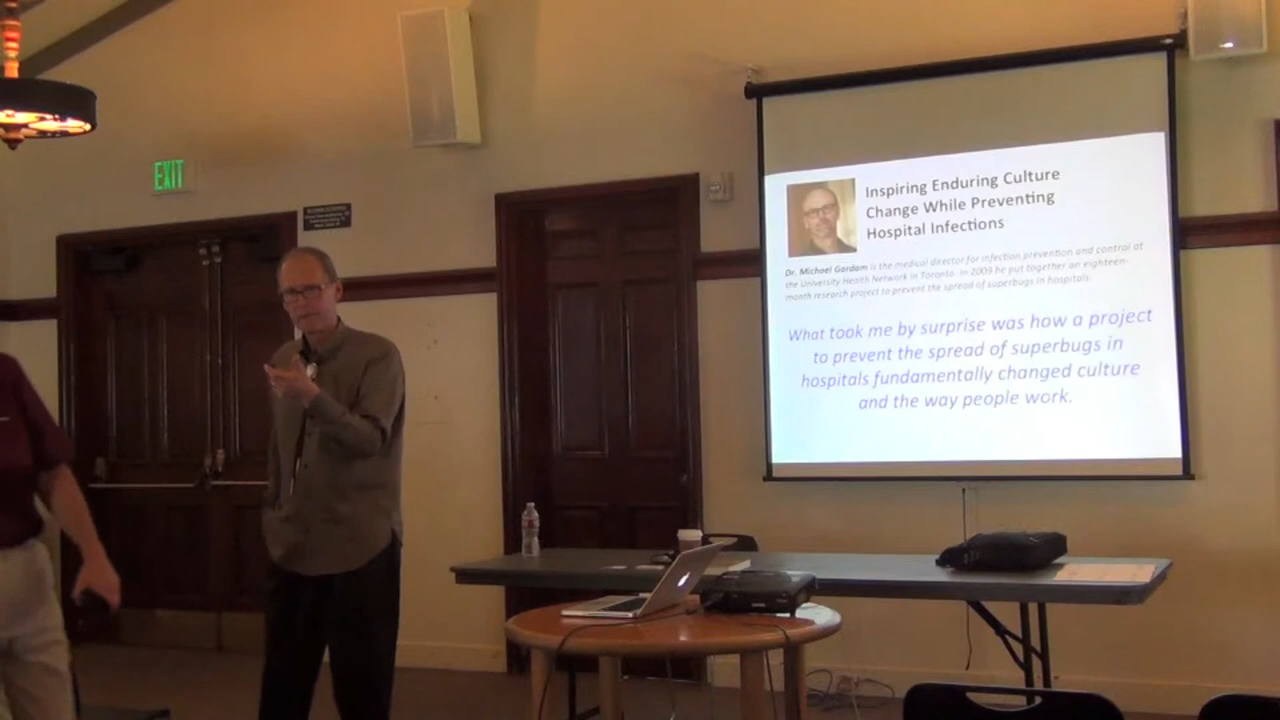 EXIT
Inspiring Enduring Culture
Change While Preventing
Hospital Infections
Dr. Michael Gardam is the medical director for infection prevention and control at
the University Health Network in Toronto. In 2009 he put together an eighteen-
month research project to prevent the spread of superbugs in hospitals.
What took me by surprise was how a project
to prevent the spread of superbugs in
hospitals fundamentally changed culture
and the way people work.